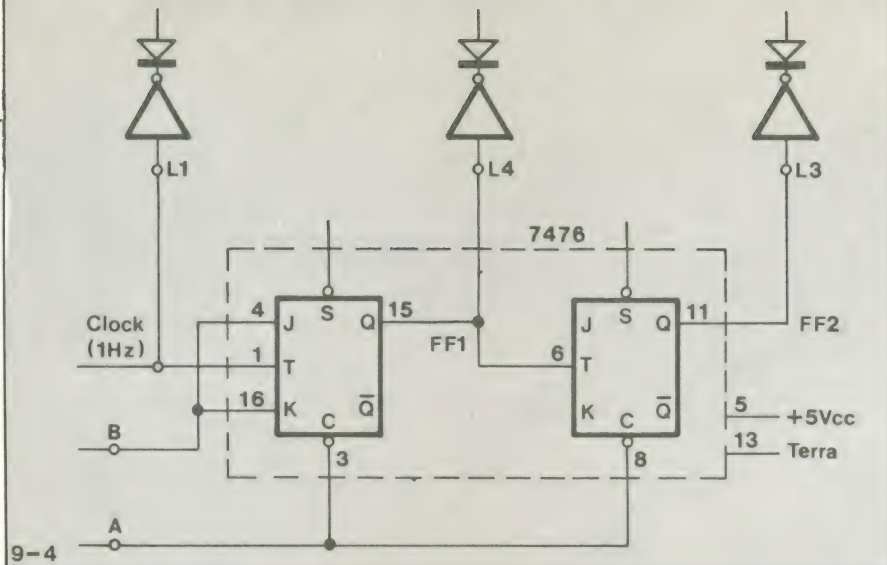 L1 L4 L3
7476
4 J S Q 15 J S Q 11
Clock
(1Hz)
FF1 FF2
1 T 6 T
16 K C Q̅ K C Q̅
5 +5Vcc
B
3 8
13 Terra
A
9-4